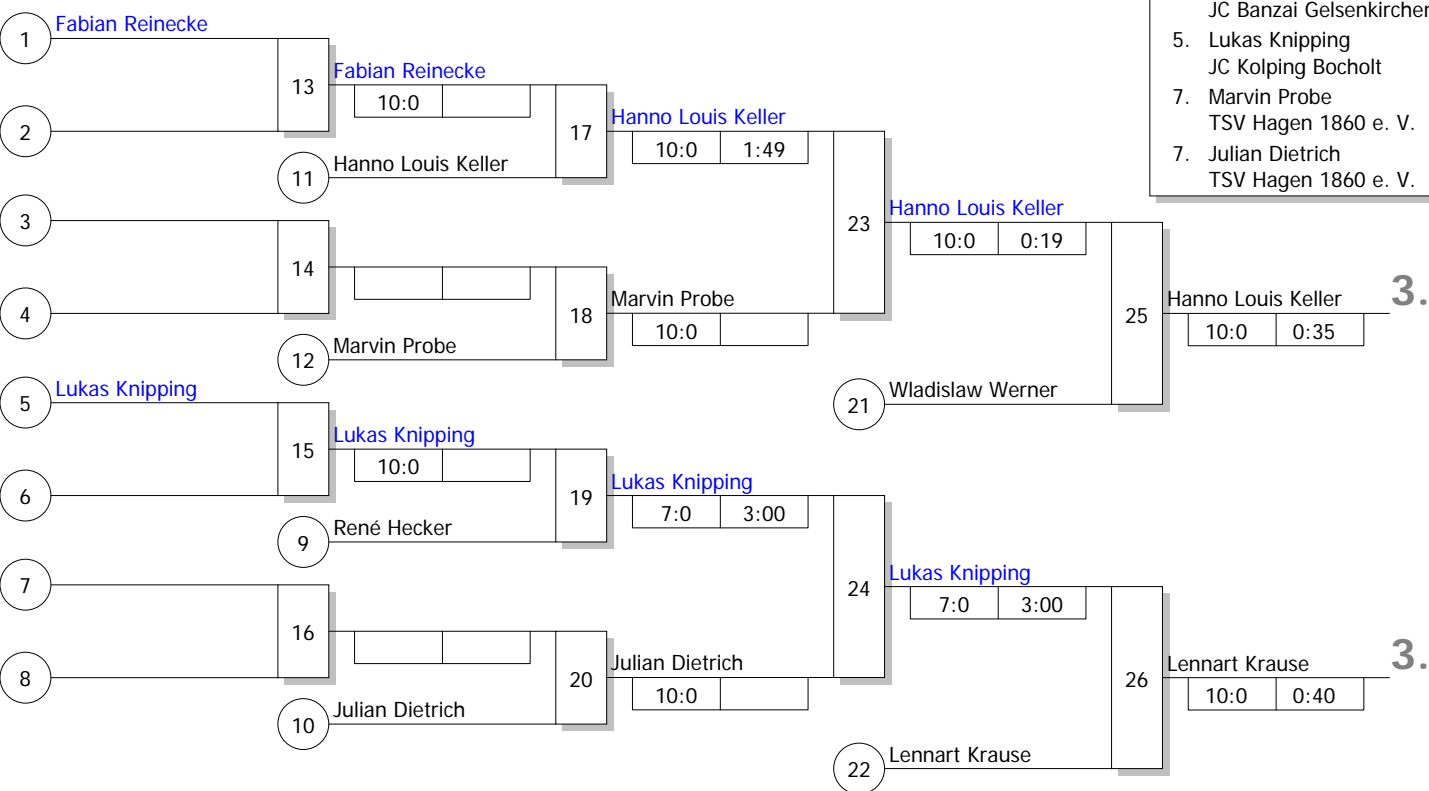 1
Fabian Reinecke
2
13
Fabian Reinecke
10:0
11
Hanno Louis Keller
17
Hanno Louis Keller
10:0 1:49
3
4
14
12
Marvin Probe
18
Marvin Probe
10:0
23
Hanno Louis Keller
10:0 0:19
21
Wladislaw Werner
25
Hanno Louis Keller
10:0 0:35
3.
5
Lukas Knipping
6
15
Lukas Knipping
10:0
9
René Hecker
19
Lukas Knipping
7:0 3:00
7
8
16
10
Julian Dietrich
20
Julian Dietrich
10:0
24
Lukas Knipping
7:0 3:00
22
Lennart Krause
26
Lennart Krause
10:0 0:40
3.
JC Banzai Gelsenkirchen
5. Lukas Knipping
JC Kolping Bocholt
7. Marvin Probe
TSV Hagen 1860 e. V.
7. Julian Dietrich
TSV Hagen 1860 e. V.